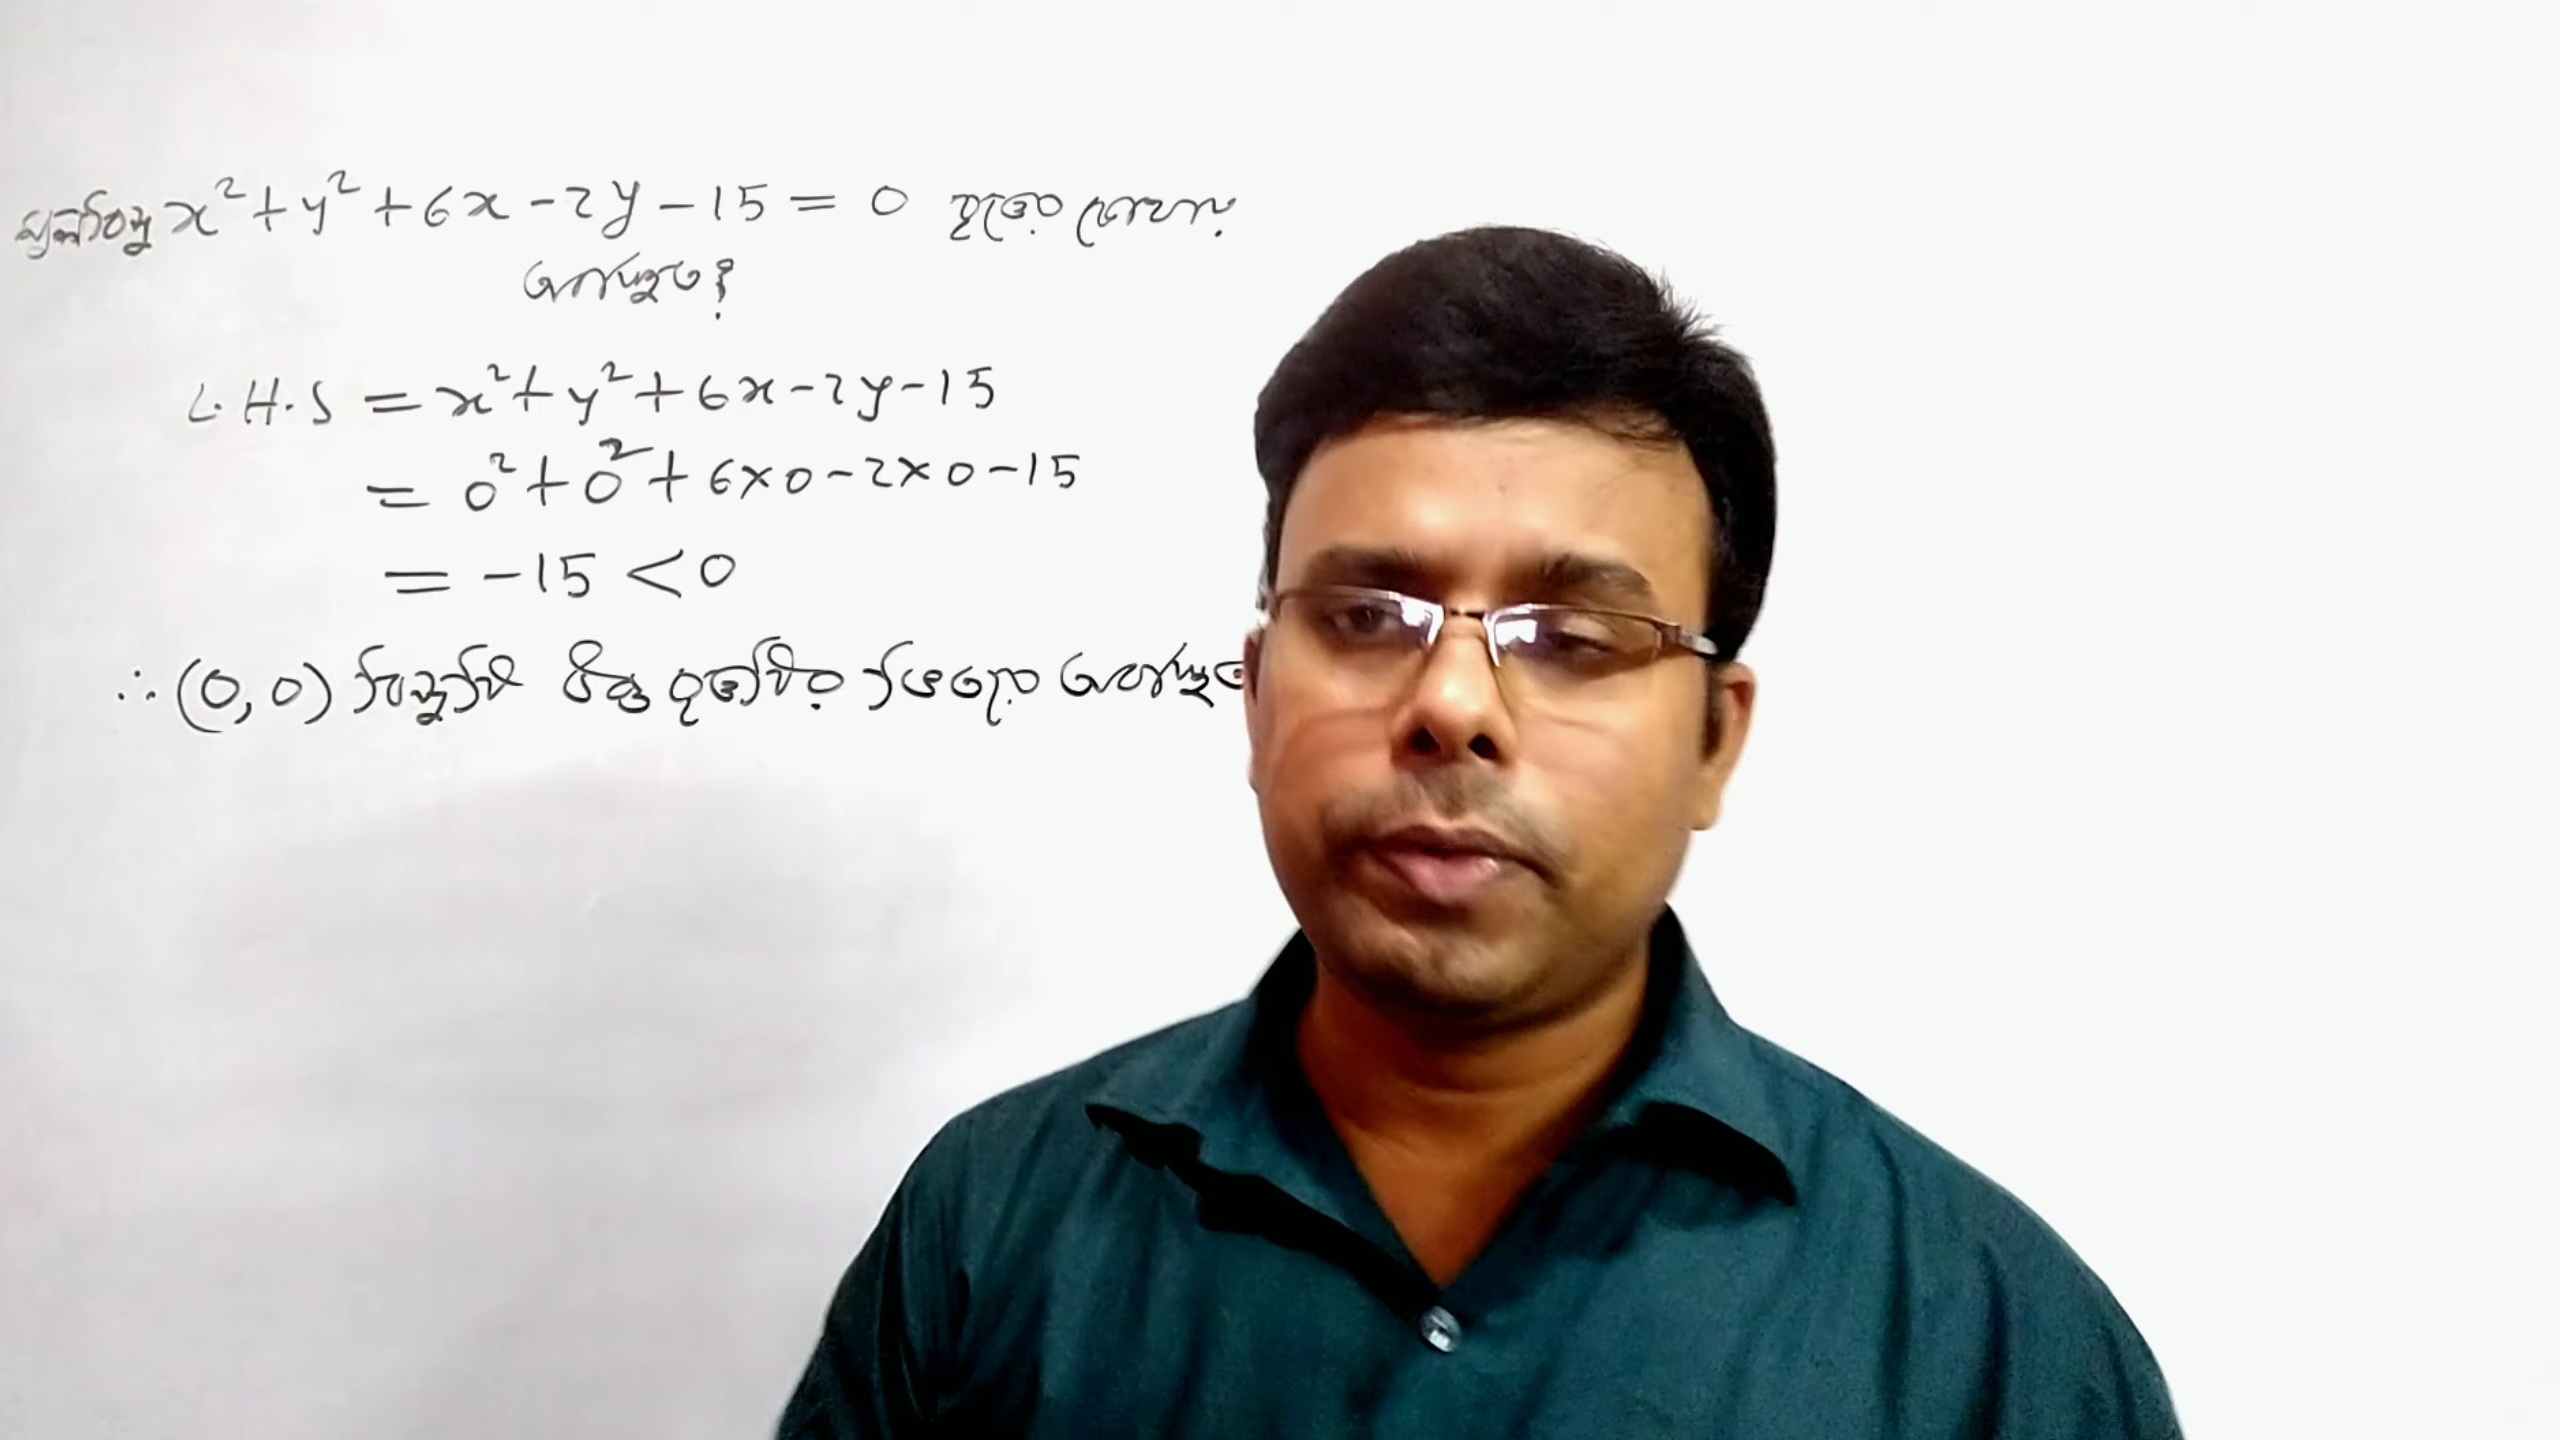 মূলবিন্দু x² + y² + 6x - 2y - 15 = 0 বৃত্তের কোথায়
অবস্থিত?
L.H.S = x² + y² + 6x - 2y - 15
= 0² + 0² + 6×0 - 2×0 - 15
= -15 < 0
∴ (0, 0) বিন্দুটি উক্ত বৃত্তটির ভিতরে অবস্থিত